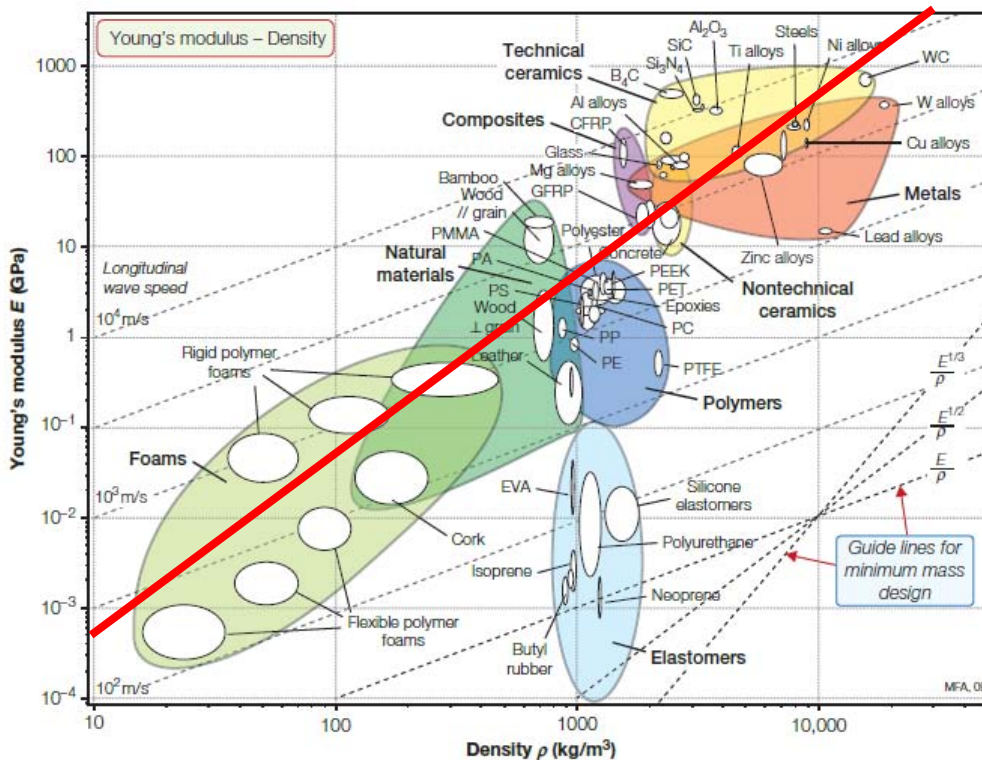 Young's modulus – Density
Al₂O₃
Steels
SiC
Ni alloys
Ti alloys
WC
Si₃N₄
Technical
ceramics
B₄C
Al alloys
W alloys
CFRP
Composites
Cu alloys
Glass
Mg alloys
Bamboo
GFRP
Metals
Wood
// grain
Polyester
PMMA
Concrete
Lead alloys
Natural
materials
PA
PEEK
Zinc alloys
PS
PET
Nontechnical
ceramics
Epoxies
Wood
⊥ grain
PP
PC
Leather
PE
PTFE
Polymers
Longitudinal
wave speed
10⁴ m/s
Rigid polymer
foams
Foams
10³ m/s
Cork
EVA
Silicone
elastomers
Polyurethane
Isoprene
Neoprene
Flexible polymer
foams
Butyl
rubber
Elastomers
10² m/s
E^1/3
ρ
E^1/2
ρ
E
ρ
Guide lines for
minimum mass
design
MFA,
Young's modulus E (GPa)
1000
100
10
1
10⁻¹
10⁻²
10⁻³
10⁻⁴
10
100
1000
10,000
Density ρ (kg/m³)